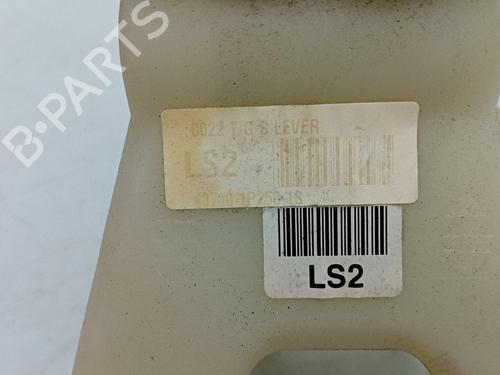 B-PARTS
C022 T/G S LEVER
LS2
LS2